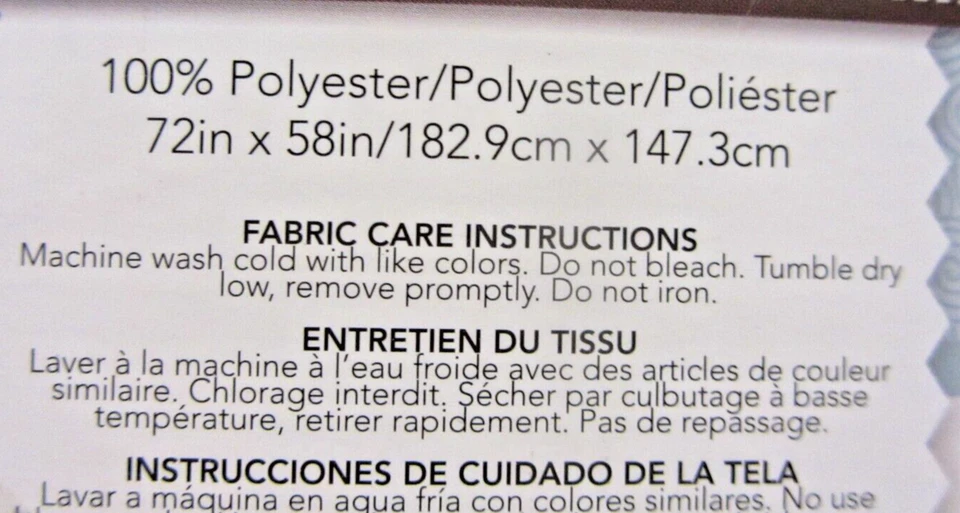 100% Polyester/Polyester/Poliéster
72in x 58in/182.9cm x 147.3cm
FABRIC CARE INSTRUCTIONS
Machine wash cold with like colors. Do not bleach. Tumble dry
low, remove promptly. Do not iron.
ENTRETIEN DU TISSU
Laver à la machine à l'eau froide avec des articles de couleur
similaire. Chlorage interdit. Sécher par culbutage à basse
température, retirer rapidement. Pas de repassage.
INSTRUCCIONES DE CUIDADO DE LA TELA
Lavar a máquina en agua fría con colores similares. No use